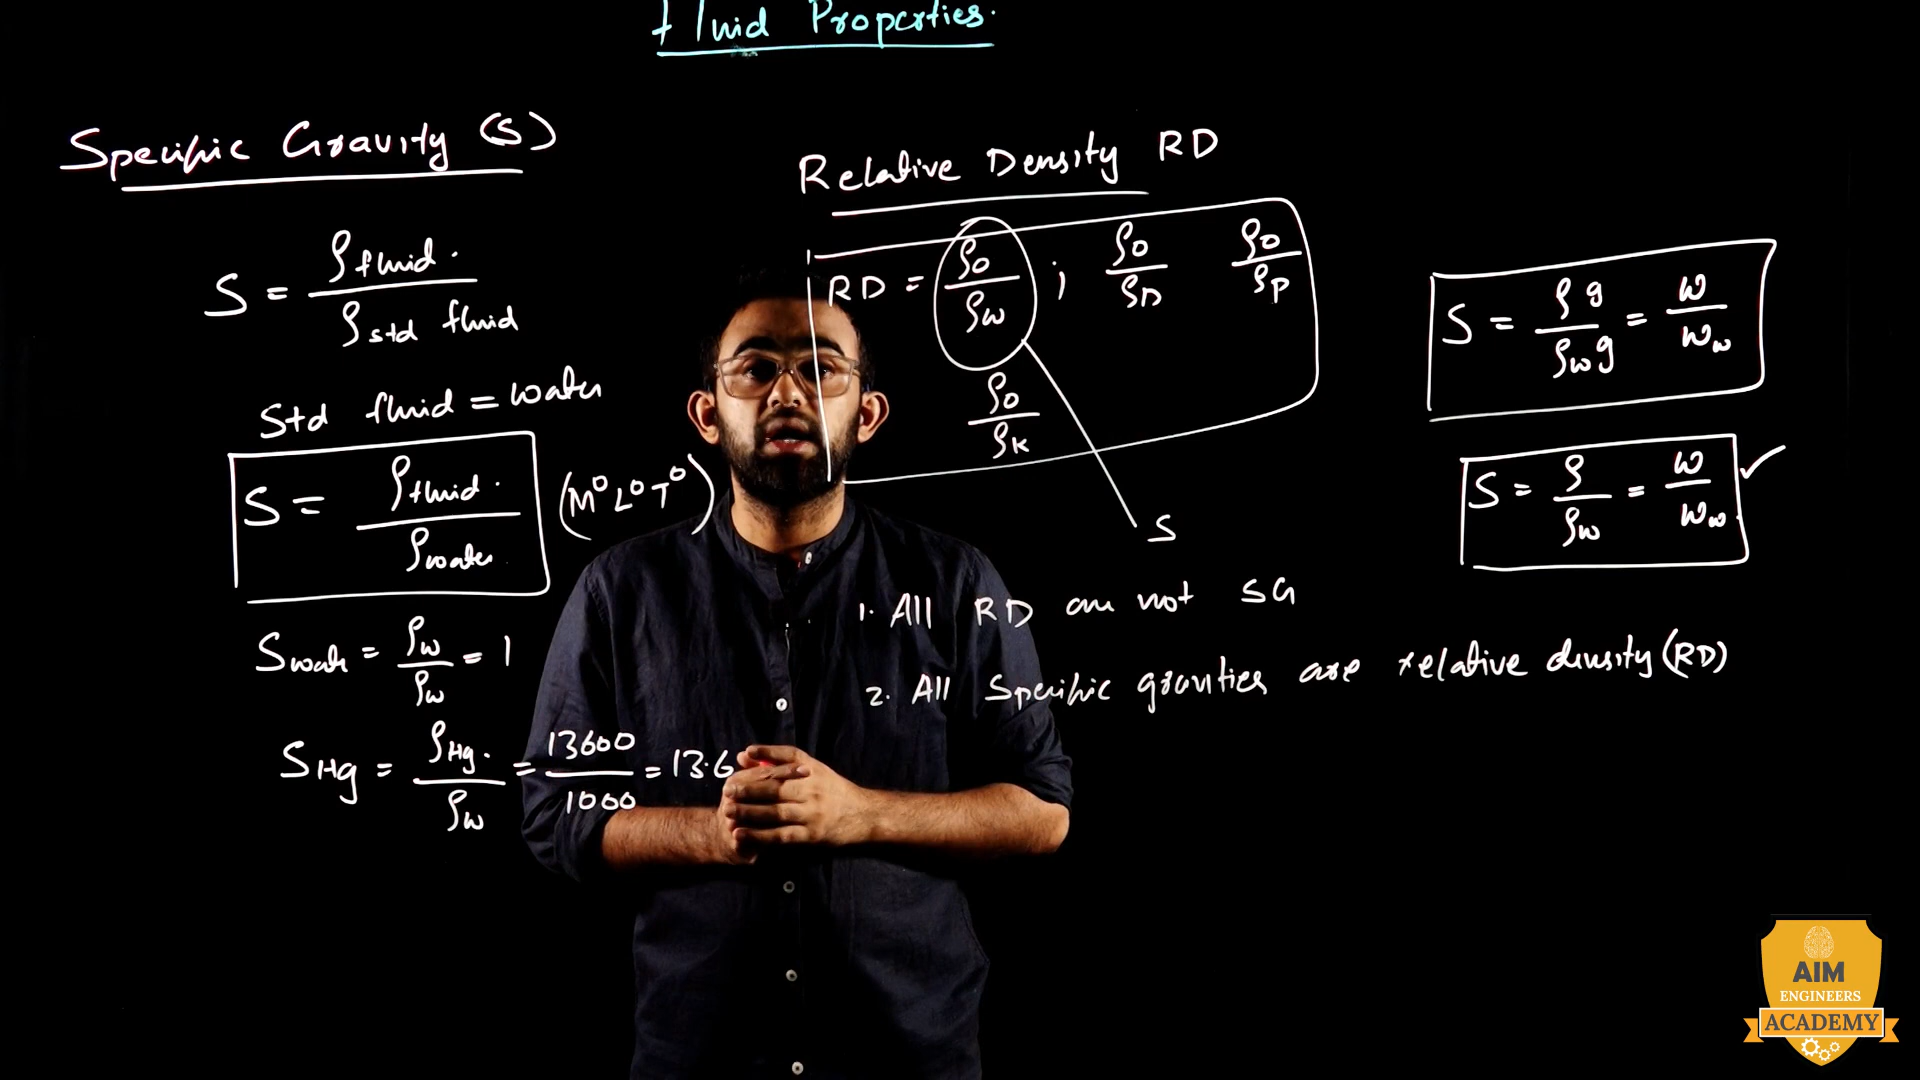 Fluid Properties.
Specific Gravity (S)
S = ρfluid. / ρstd fluid
Std fluid = water
S = ρfluid. / ρwater (M⁰L⁰T⁰)
Swater = ρw / ρw = 1
SHg = ρHg. / ρw = 13600 / 1000 = 13.6
Relative Density RD
RD = ρo / ρw ; ρo / ρD ρo / ρP
ρo / ρK
S
1. All RD are not SG
2. All Specific gravities are relative density (RD)
S = ρg / ρwg = w / ww
S = ρ / ρw = w / ww ✓
AIM
ENGINEERS
ACADEMY